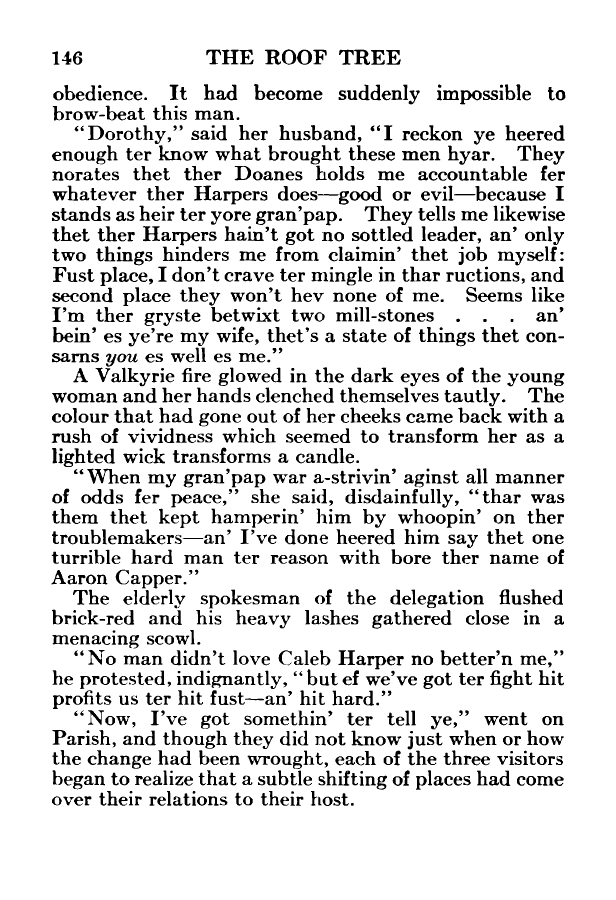 146 THE ROOF TREE
obedience. It had become suddenly impossible to
brow-beat this man.
"Dorothy," said her husband, "I reckon ye heered
enough ter know what brought these men hyar. They
norates thet ther Doanes holds me accountable fer
whatever ther Harpers does—good or evil—because I
stands as heir ter yore gran'pap. They tells me likewise
thet ther Harpers hain't got no sottled leader, an' only
two things hinders me from claimin' thet job myself:
Fust place, I don't crave ter mingle in thar ructions, and
second place they won't hev none of me. Seems like
I'm ther gryste betwixt two mill-stones . . . an'
bein' es ye're my wife, thet's a state of things thet con-
sarns you es well es me."
A Valkyrie fire glowed in the dark eyes of the young
woman and her hands clenched themselves tautly. The
colour that had gone out of her cheeks came back with a
rush of vividness which seemed to transform her as a
lighted wick transforms a candle.
"When my gran'pap war a-strivin' aginst all manner
of odds fer peace," she said, disdainfully, "thar was
them thet kept hamperin' him by whoopin' on ther
troublemakers—an' I've done heered him say thet one
turrible hard man ter reason with bore ther name of
Aaron Capper."
The elderly spokesman of the delegation flushed
brick-red and his heavy lashes gathered close in a
menacing scowl.
"No man didn't love Caleb Harper no better'n me,"
he protested, indignantly, "but ef we've got ter fight hit
profits us ter hit fust—an' hit hard."
"Now, I've got somethin' ter tell ye," went on
Parish, and though they did not know just when or how
the change had been wrought, each of the three visitors
began to realize that a subtle shifting of places had come
over their relations to their host.